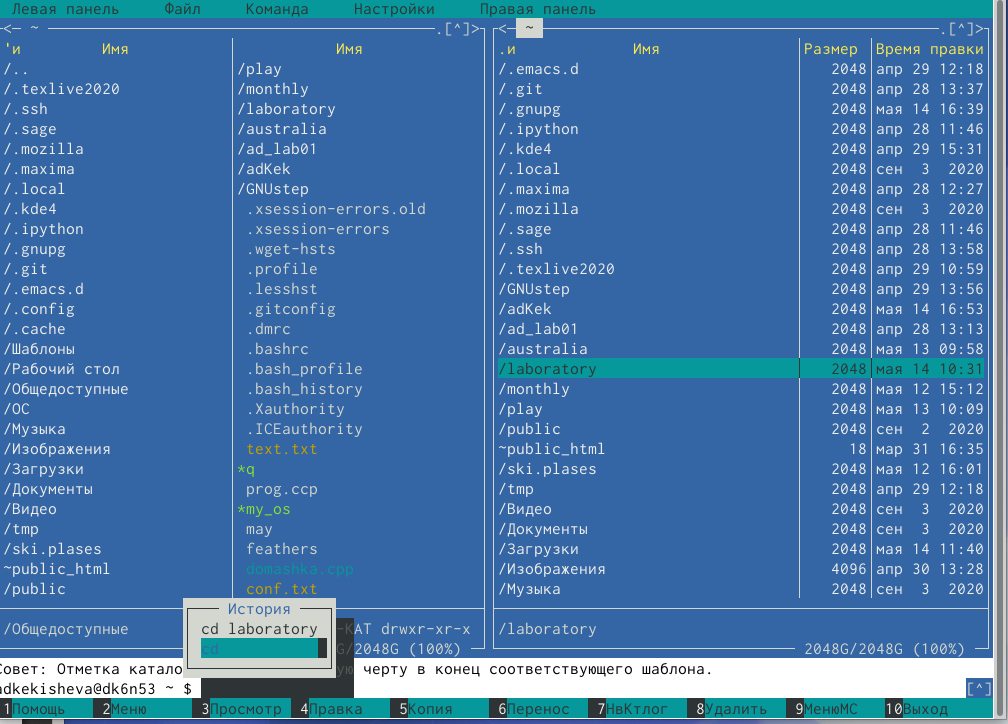 Левая панель Файл Команда Настройки Правая панель
<— ~ .[^]>
'и Имя Имя
/.. /play
/.texlive2020 /monthly
/.ssh /laboratory
/.sage /australia
/.mozilla /ad_lab01
/.maxima /adKek
/.local /GNUstep
/.kde4 .xsession-errors.old
/.ipython .xsession-errors
/.gnupg .wget-hsts
/.git .profile
/.emacs.d .lesshst
/.config .gitconfig
/.cache .dmrc
/Шаблоны .bashrc
/Рабочий стол .bash_profile
/Общедоступные .bash_history
/ОС .Xauthority
/Музыка .ICEauthority
/Изображения text.txt
/Загрузки *q
/Документы prog.ccp
/Видео *my_os
/tmp may
/ski.plases feathers
~public_html domashka.cpp
/public conf.txt
/Общедоступные -КАТ drwxr-xr-x
G/2048G (100%)
<— ~ .[^]>
.и Имя Размер Время правки
/.emacs.d 2048 апр 29 12:18
/.git 2048 апр 28 13:37
/.gnupg 2048 мая 14 16:39
/.ipython 2048 апр 28 11:46
/.kde4 2048 апр 29 15:31
/.local 2048 сен 3 2020
/.maxima 2048 апр 28 12:27
/.mozilla 2048 сен 3 2020
/.sage 2048 апр 28 11:46
/.ssh 2048 апр 28 13:58
/.texlive2020 2048 апр 29 10:59
/GNUstep 2048 апр 29 13:56
/adKek 2048 мая 14 16:53
/ad_lab01 2048 апр 28 13:13
/australia 2048 мая 13 09:58
/laboratory 2048 мая 14 10:31
/monthly 2048 мая 12 15:12
/play 2048 мая 13 10:09
/public 2048 сен 2 2020
~public_html 18 мар 31 16:35
/ski.plases 2048 мая 12 16:01
/tmp 2048 апр 29 12:18
/Видео 2048 сен 3 2020
/Документы 2048 сен 3 2020
/Загрузки 2048 мая 14 11:40
/Изображения 4096 апр 30 13:28
/Музыка 2048 сен 3 2020
/laboratory
2048G/2048G (100%)
История
cd laboratory
cd
Совет: Отметка катало ую черту в конец соответствующего шаблона.
adkekisheva@dk6n53 ~ $ [^]
1Помощь 2Меню 3Просмотр 4Правка 5Копия 6Перенос 7НвКтлог 8Удалить 9МенюMC 10Выход